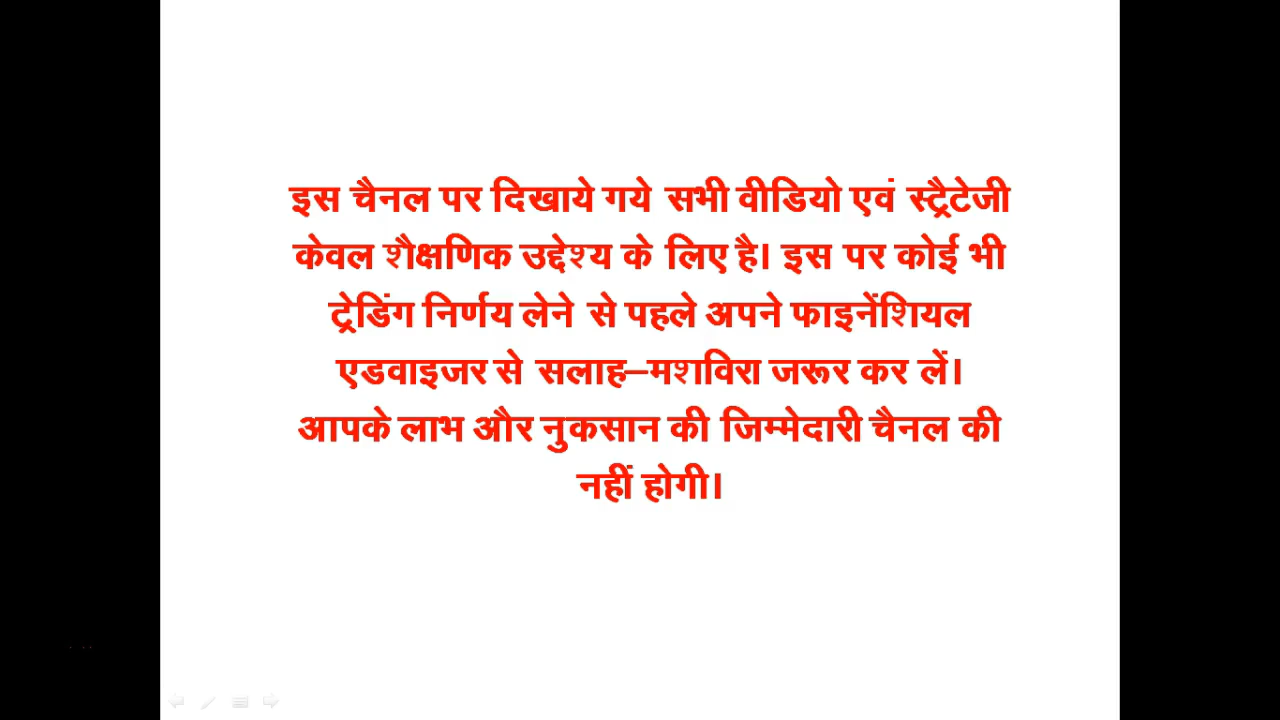 इस चैनल पर दिखाये गये सभी वीडियो एवं स्ट्रैटेजी
केवल शैक्षणिक उद्देश्य के लिए है। इस पर कोई भी
ट्रेडिंग निर्णय लेने से पहले अपने फाइनेंशियल
एडवाइजर से सलाह–मशविरा जरूर कर लें।
आपके लाभ और नुकसान की जिम्मेदारी चैनल की
नहीं होगी।